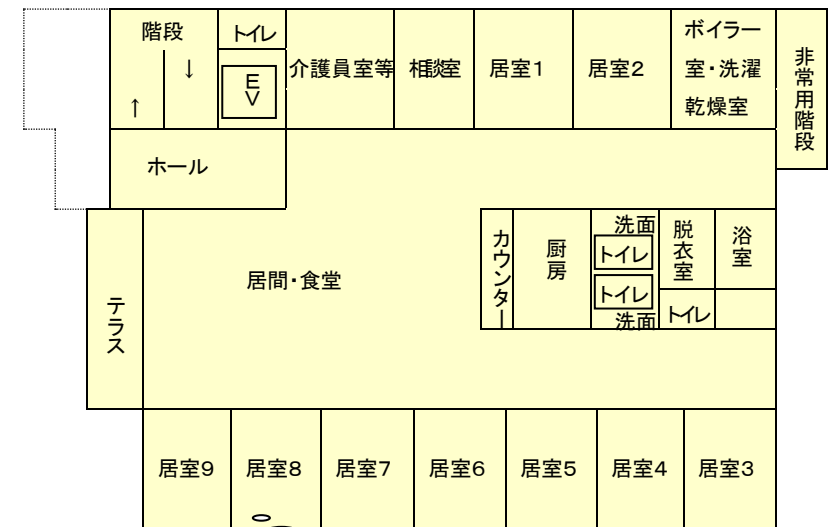 階段
↓
↑
トイレ
EV
介護員室等
相談室
居室1
居室2
ボイラー
室・洗濯
乾燥室
非常用階段
ホール
テラス
居間・食堂
カウンター
厨房
洗面
トイレ
トイレ
洗面
脱衣室
トイレ
浴室
居室9
居室8
居室7
居室6
居室5
居室4
居室3